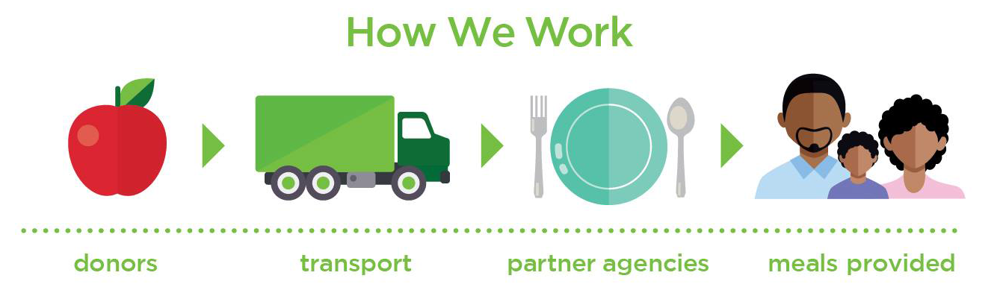 How We Work
donors
transport
partner agencies
meals provided